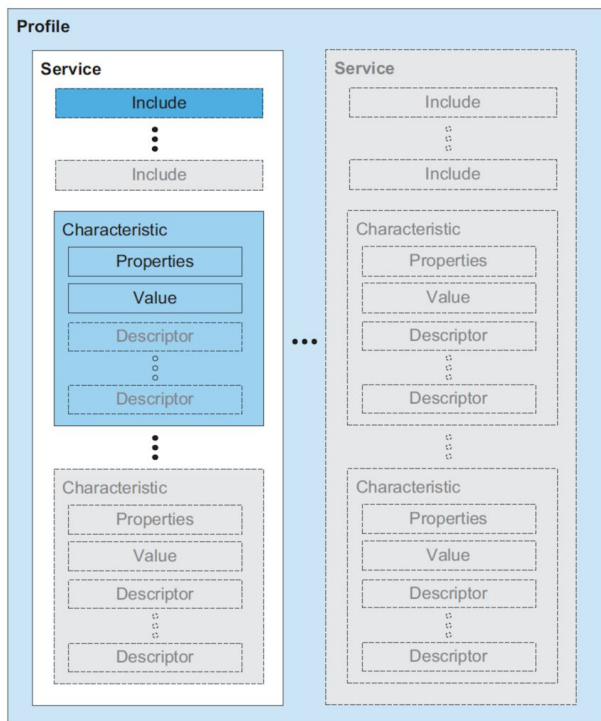 Profile
Service
Include
Include
Characteristic
Properties
Value
Descriptor
Descriptor
Characteristic
Properties
Value
Descriptor
Descriptor
Service
Include
Include
Characteristic
Properties
Value
Descriptor
Descriptor
Characteristic
Properties
Value
Descriptor
Descriptor